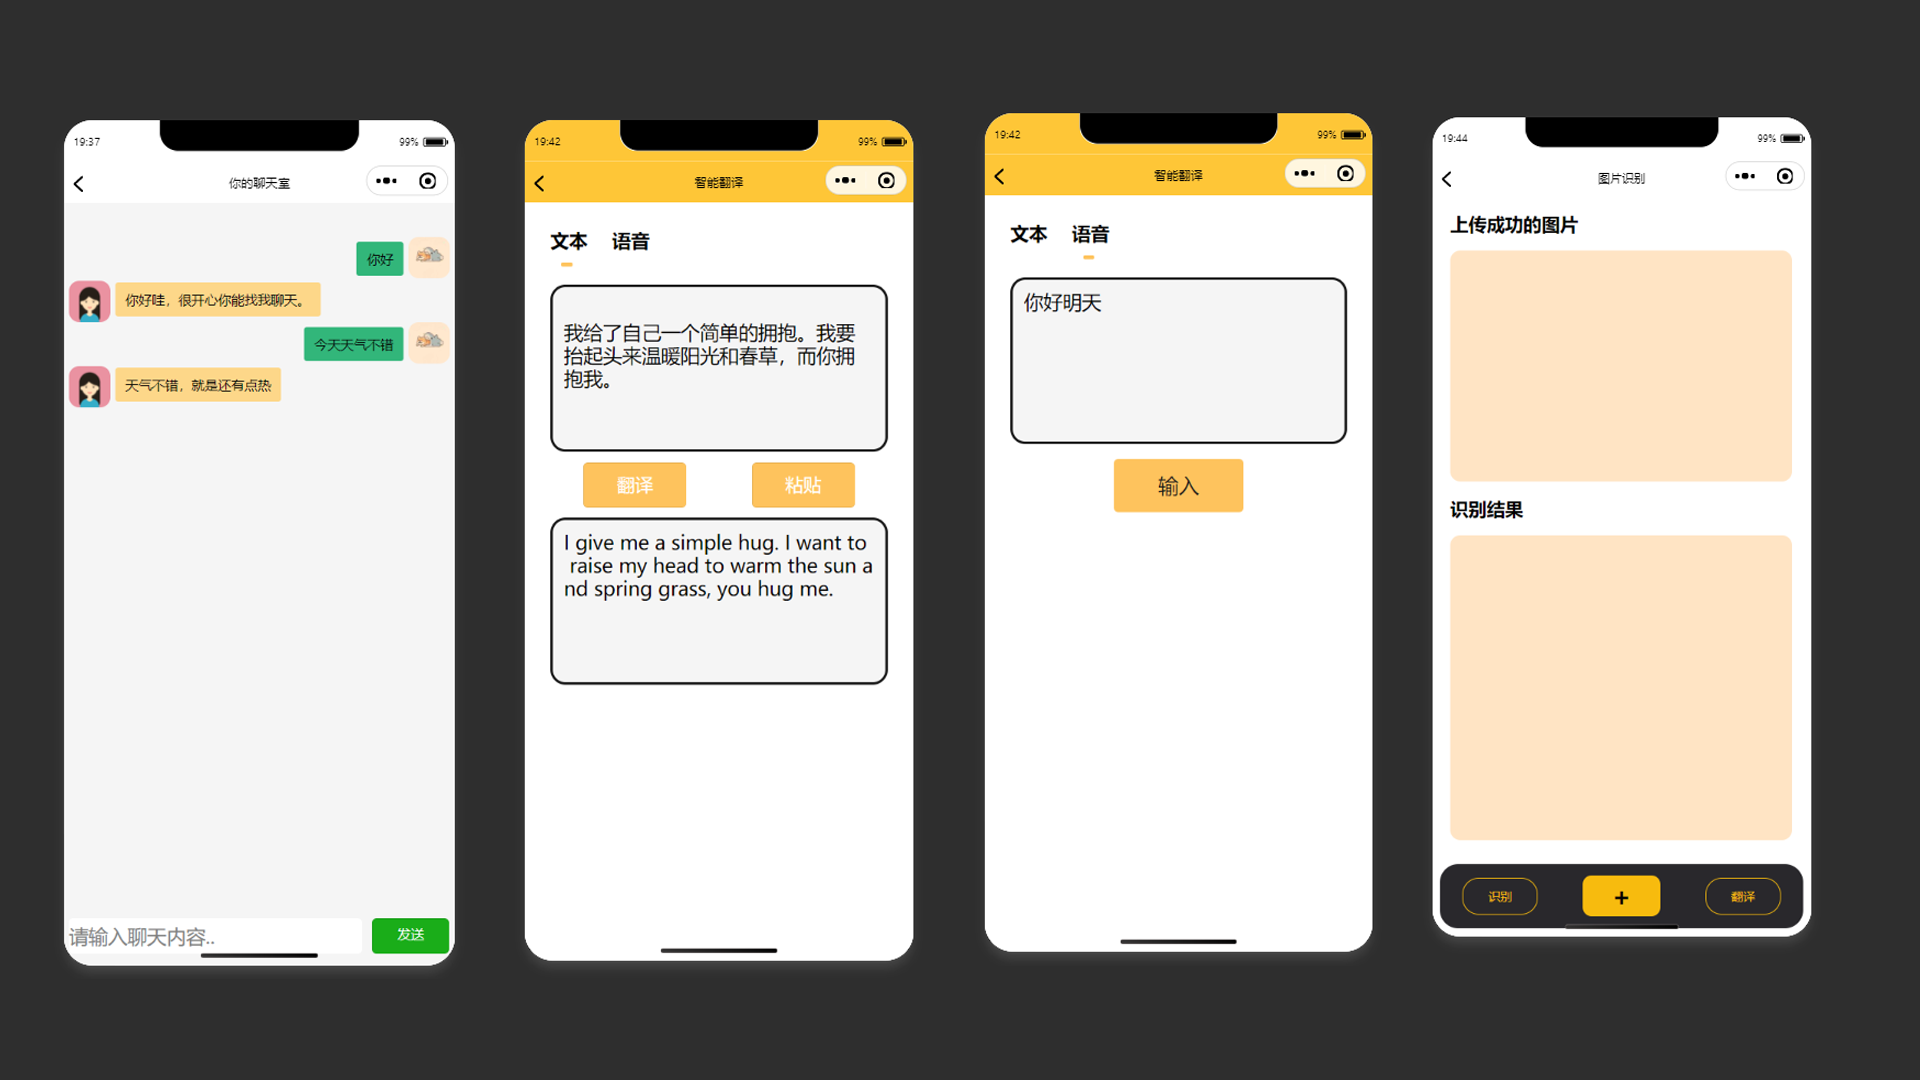 19:37
99%
你的聊天室
你好
你好哇，很开心你能找我聊天。
今天天气不错
天气不错，就是还有点热
请输入聊天内容..
发送
19:42
99%
智能翻译
文本 语音
我给了自己一个简单的拥抱。我要
抬起头来温暖阳光和春草，而你拥
抱我。
翻译 粘贴
I give me a simple hug. I want to
raise my head to warm the sun a
nd spring grass, you hug me.
19:42
99%
智能翻译
文本 语音
你好明天
输入
19:44
99%
图片识别
上传成功的图片
识别结果
识别 + 翻译